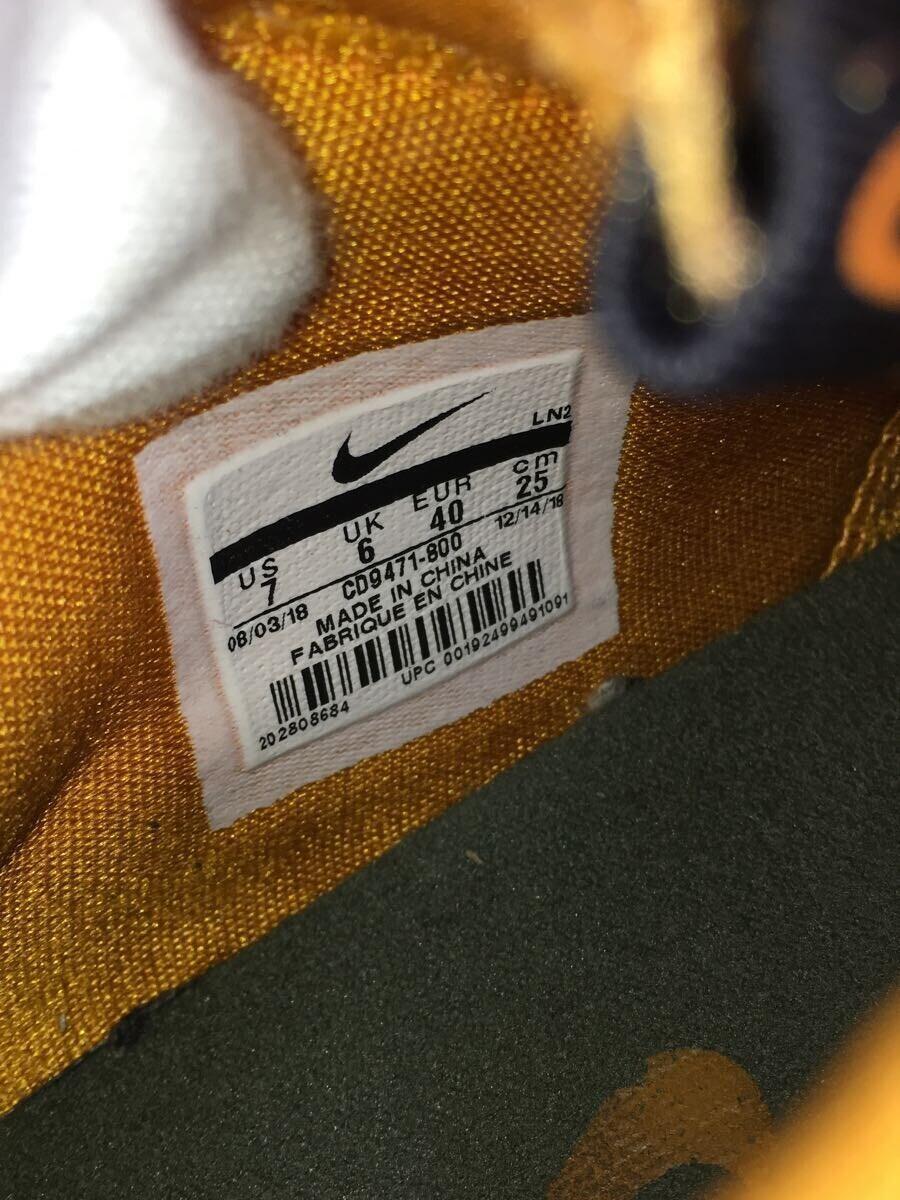 LN2
US UK EUR cm
7 6 40 25
08/03/18 CD9471-800 12/14/18
MADE IN CHINA
FABRIQUE EN CHINE
202808684 UPC 00192499491091